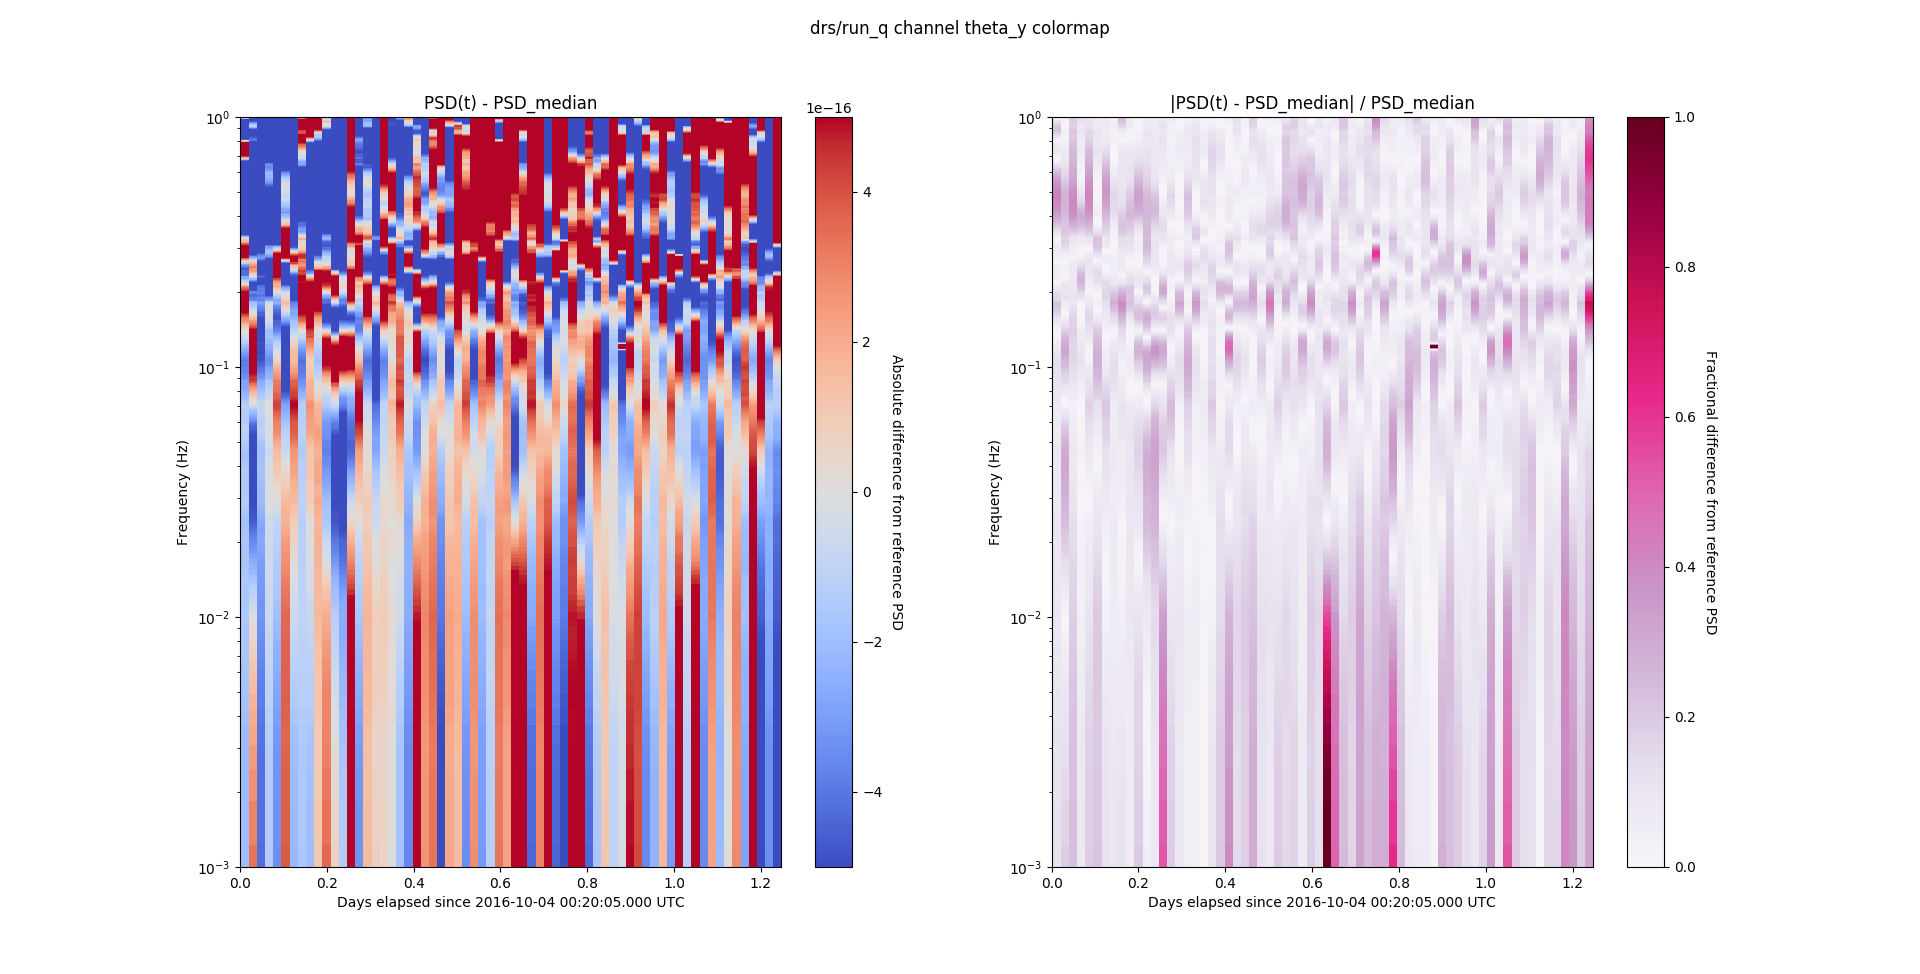 drs/run_q channel theta_y colormap
PSD(t) - PSD_median
1e−16
10⁰
10⁻¹
10⁻²
10⁻³
Frequency (Hz)
0.0 0.2 0.4 0.6 0.8 1.0 1.2
Days elapsed since 2016-10-04 00:20:05.000 UTC
4
2
0
−2
−4
Absolute difference from reference PSD
|PSD(t) - PSD_median| / PSD_median
10⁰
10⁻¹
10⁻²
10⁻³
Frequency (Hz)
0.0 0.2 0.4 0.6 0.8 1.0 1.2
Days elapsed since 2016-10-04 00:20:05.000 UTC
1.0
0.8
0.6
0.4
0.2
0.0
Fractional difference from reference PSD